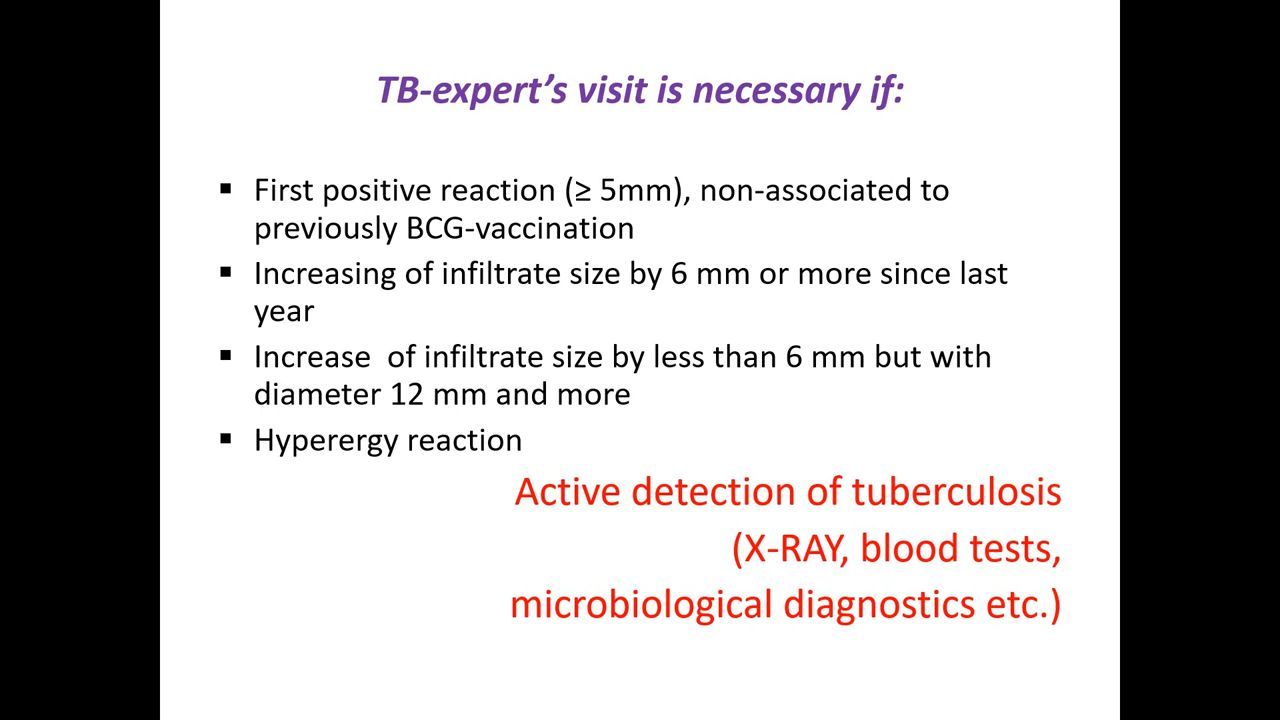 TB-expert’s visit is necessary if:
▪ First positive reaction (≥ 5mm), non-associated to
previously BCG-vaccination
▪ Increasing of infiltrate size by 6 mm or more since last
year
▪ Increase  of infiltrate size by less than 6 mm but with
diameter 12 mm and more
▪ Hyperergy reaction
Active detection of tuberculosis
(X-RAY, blood tests,
microbiological diagnostics etc.)